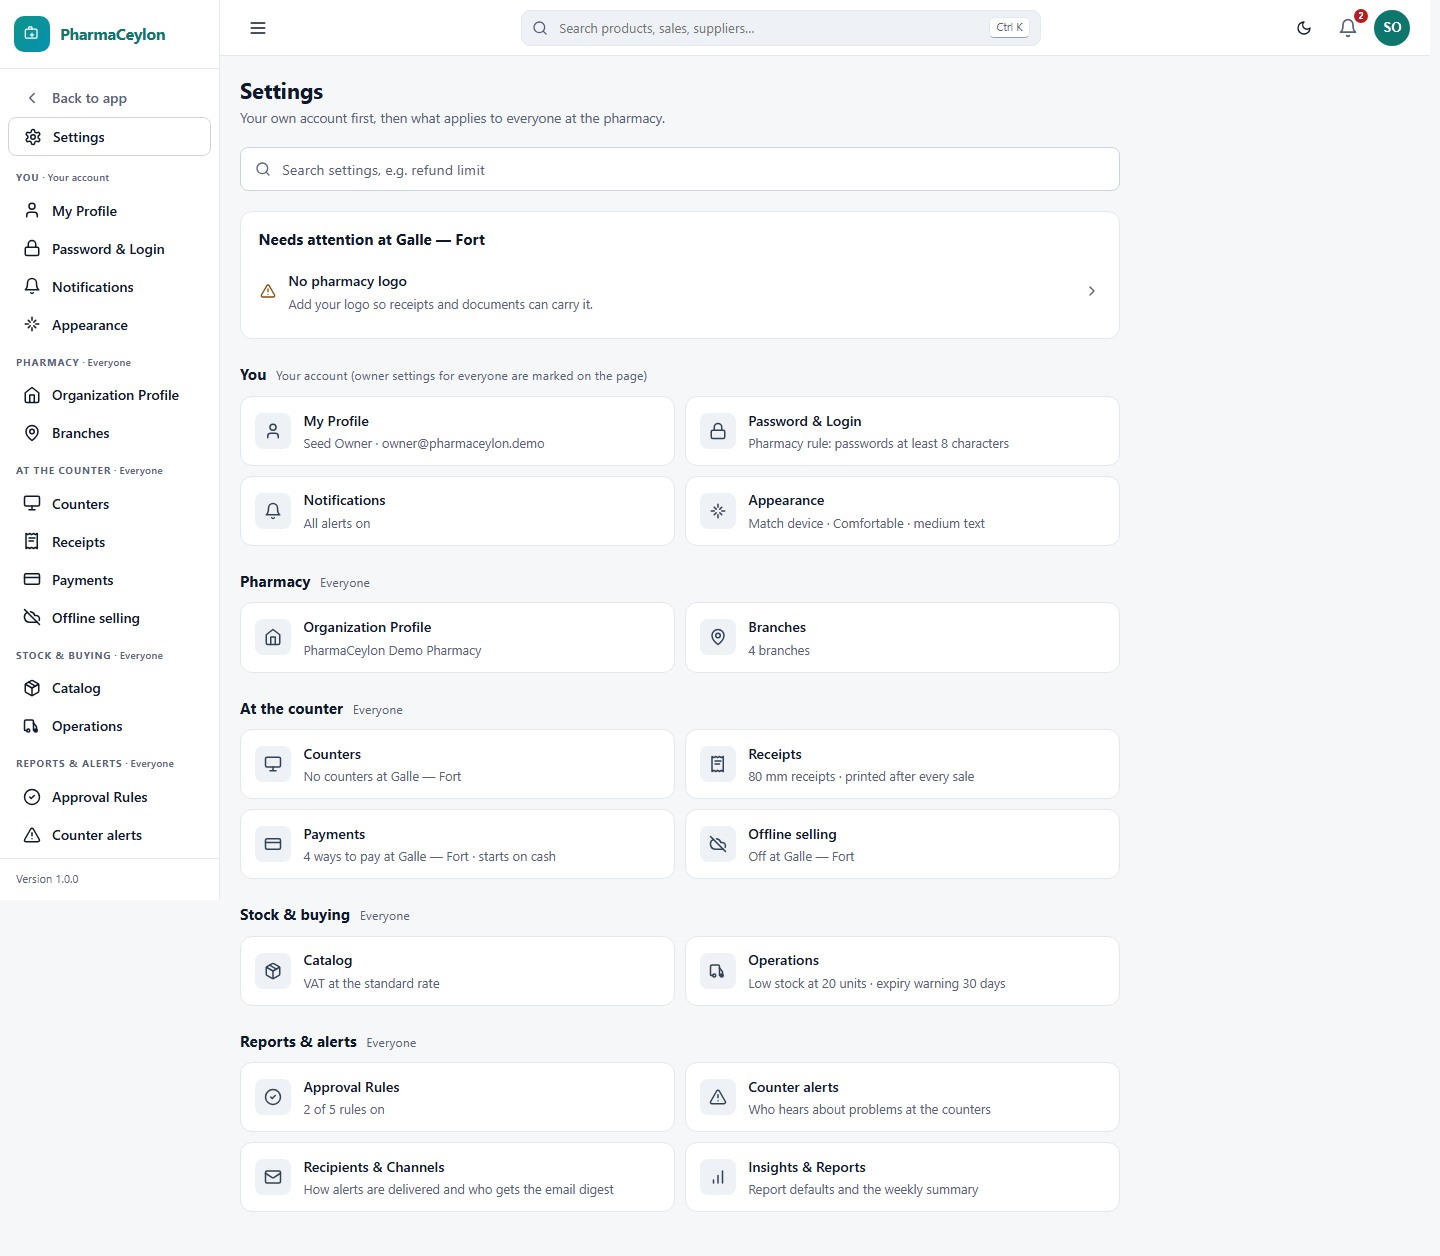 PharmaCeylon
Search products, sales, suppliers...
Ctrl K
2
SO
Back to app
Settings
YOU · Your account
My Profile
Password & Login
Notifications
Appearance
PHARMACY · Everyone
Organization Profile
Branches
AT THE COUNTER · Everyone
Counters
Receipts
Payments
Offline selling
STOCK & BUYING · Everyone
Catalog
Operations
REPORTS & ALERTS · Everyone
Approval Rules
Counter alerts
Version 1.0.0
Settings
Your own account first, then what applies to everyone at the pharmacy.
Search settings, e.g. refund limit
Needs attention at Galle — Fort
No pharmacy logo
Add your logo so receipts and documents can carry it.
You Your account (owner settings for everyone are marked on the page)
My Profile
Seed Owner · owner@pharmaceylon.demo
Password & Login
Pharmacy rule: passwords at least 8 characters
Notifications
All alerts on
Appearance
Match device · Comfortable · medium text
Pharmacy Everyone
Organization Profile
PharmaCeylon Demo Pharmacy
Branches
4 branches
At the counter Everyone
Counters
No counters at Galle — Fort
Receipts
80 mm receipts · printed after every sale
Payments
4 ways to pay at Galle — Fort · starts on cash
Offline selling
Off at Galle — Fort
Stock & buying Everyone
Catalog
VAT at the standard rate
Operations
Low stock at 20 units · expiry warning 30 days
Reports & alerts Everyone
Approval Rules
2 of 5 rules on
Counter alerts
Who hears about problems at the counters
Recipients & Channels
How alerts are delivered and who gets the email digest
Insights & Reports
Report defaults and the weekly summary